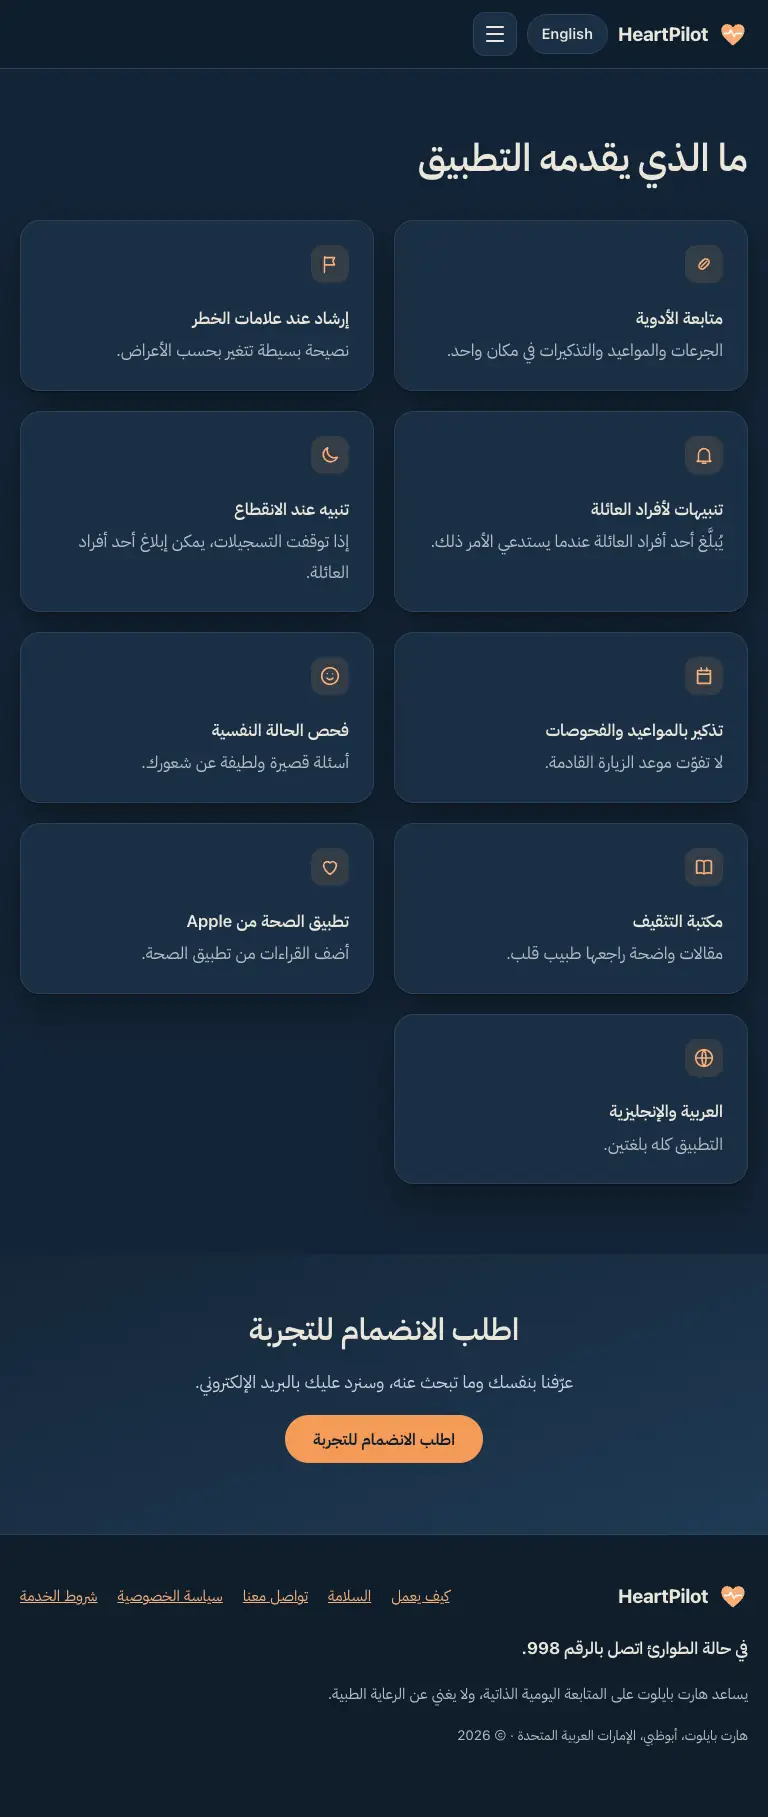 HeartPilot
English
ما الذي يقدمه التطبيق
متابعة الأدوية
الجرعات والمواعيد والتذكيرات في مكان واحد.
إرشاد عند علامات الخطر
نصيحة بسيطة تتغير بحسب الأعراض.
تنبيهات لأفراد العائلة
يُبلَّغ أحد أفراد العائلة عندما يستدعي الأمر ذلك.
تنبيه عند الانقطاع
إذا توقفت التسجيلات، يمكن إبلاغ أحد أفراد
العائلة.
تذكير بالمواعيد والفحوصات
لا تفوّت موعد الزيارة القادمة.
فحص الحالة النفسية
أسئلة قصيرة ولطيفة عن شعورك.
مكتبة التثقيف
مقالات واضحة راجعها طبيب قلب.
تطبيق الصحة من Apple
أضف القراءات من تطبيق الصحة.
العربية والإنجليزية
التطبيق كله بلغتين.
اطلب الانضمام للتجربة
عرّفنا بنفسك وما تبحث عنه، وسنرد عليك بالبريد الإلكتروني.
اطلب الانضمام للتجربة
HeartPilot
كيف يعمل
السلامة
تواصل معنا
سياسة الخصوصية
شروط الخدمة
في حالة الطوارئ اتصل بالرقم 998.
يساعد هارت بايلوت على المتابعة اليومية الذاتية، ولا يغني عن الرعاية الطبية.
هارت بايلوت، أبوظبي، الإمارات العربية المتحدة · © 2026